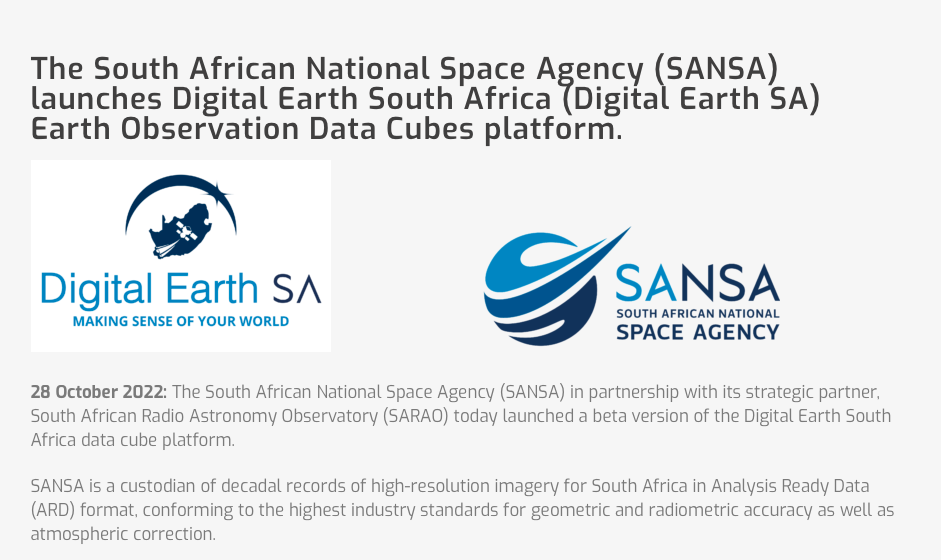 The South African National Space Agency (SANSA)
launches Digital Earth South Africa (Digital Earth SA)
Earth Observation Data Cubes platform.
Digital Earth SA
MAKING SENSE OF YOUR WORLD
SANSA
SOUTH AFRICAN NATIONAL
SPACE AGENCY
28 October 2022: The South African National Space Agency (SANSA) in partnership with its strategic partner,
South African Radio Astronomy Observatory (SARAO) today launched a beta version of the Digital Earth South
Africa data cube platform.
SANSA is a custodian of decadal records of high-resolution imagery for South Africa in Analysis Ready Data
(ARD) format, conforming to the highest industry standards for geometric and radiometric accuracy as well as
atmospheric correction.